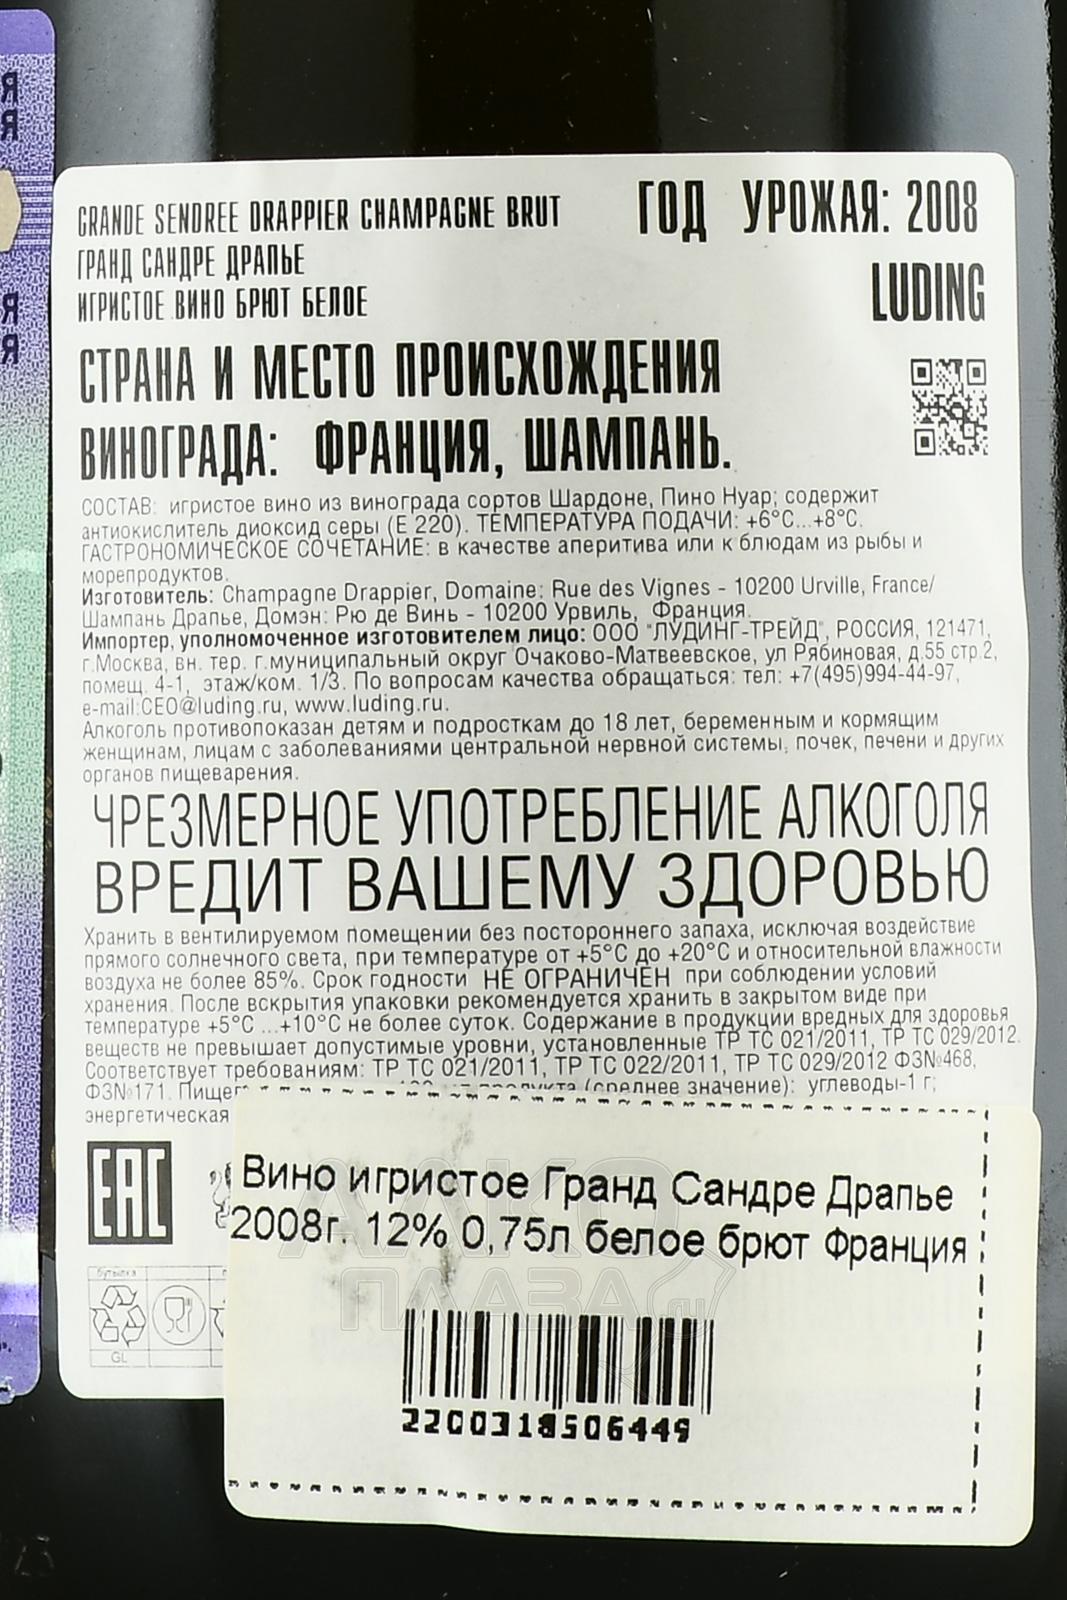 GRANDE SENDREE DRAPPIER CHAMPAGNE BRUT
ГРАНД САНДРЕ ДРАПЬЕ
ИГРИСТОЕ ВИНО БРЮТ БЕЛОЕ
ГОД УРОЖАЯ: 2008
LUDING
СТРАНА И МЕСТО ПРОИСХОЖДЕНИЯ
ВИНОГРАДА: ФРАНЦИЯ, ШАМПАНЬ.
СОСТАВ: игристое вино из винограда сортов Шардоне, Пино Нуар; содержит
антиокислитель диоксид серы (Е 220). ТЕМПЕРАТУРА ПОДАЧИ: +6°С...+8°С.
ГАСТРОНОМИЧЕСКОЕ СОЧЕТАНИЕ: в качестве аперитива или к блюдам из рыбы и
морепродуктов.
Изготовитель: Champagne Drappier, Domaine: Rue des Vignes - 10200 Urville, France/
Шампань Драпье, Домэн: Рю де Винь - 10200 Урвиль, Франция.
Импортер, уполномоченное изготовителем лицо: ООО "ЛУДИНГ-ТРЕЙД", РОССИЯ, 121471,
г.Москва, вн. тер. г.муниципальный округ Очаково-Матвеевское, ул Рябиновая, д.55 стр.2,
помещ. 4-1, этаж/ком. 1/3. По вопросам качества обращаться: тел: +7(495)994-44-97,
e-mail:CEO@luding.ru, www.luding.ru.
Алкоголь противопоказан детям и подросткам до 18 лет, беременным и кормящим
женщинам, лицам с заболеваниями центральной нервной системы, почек, печени и других
органов пищеварения.
ЧРЕЗМЕРНОЕ УПОТРЕБЛЕНИЕ АЛКОГОЛЯ
ВРЕДИТ ВАШЕМУ ЗДОРОВЬЮ
Хранить в вентилируемом помещении без постороннего запаха, исключая воздействие
прямого солнечного света, при температуре от +5°С до +20°С и относительной влажности
воздуха не более 85%. Срок годности НЕ ОГРАНИЧЕН при соблюдении условий
хранения. После вскрытия упаковки рекомендуется хранить в закрытом виде при
температуре +5°С ...+10°С не более суток. Содержание в продукции вредных для здоровья
веществ не превышает допустимые уровни, установленные ТР ТС 021/2011, ТР ТС 029/2012.
Соответствует требованиям: ТР ТС 021/2011, ТР ТС 022/2011, ТР ТС 029/2012 ФЗ№468,
ФЗ№171. продукта (среднее значение): углеводы-1 г;
энергетическая
EAC
бутылка
GL
Вино игристое Гранд Сандре Драпье
2008г. 12% 0,75л белое брют Франция
АЛКО
ПЛАЗА.ru
2200318506449